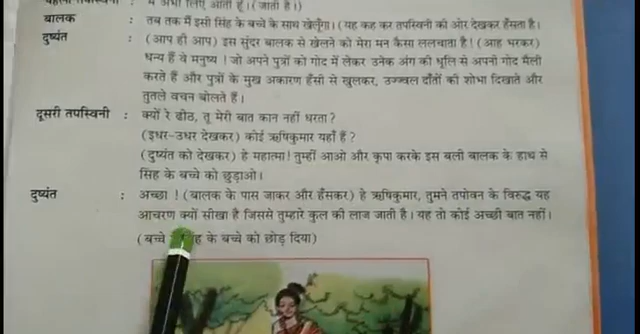 मैं अभी लिए आती हूँ। (जाती है।)
बालक : तब तक मैं इसी सिंह के बच्चे के साथ खेलूँगा। (यह कह कर तपस्विनी की ओर देखकर हँसता है।
दुष्यंत : (आप ही आप) इस सुंदर बालक से खेलने को मेरा मन कैसा ललचाता है! (आह भरकर)
धन्य हैं वे मनुष्य ! जो अपने पुत्रों को गोद में लेकर उनेक अंग की धूलि से अपनी गोद मैली
करते हैं और पुत्रों के मुख अकारण हँसी से खुलकर, उज्ज्वल दाँतों की शोभा दिखाते और
तुतले वचन बोलते हैं।
दूसरी तपस्विनी : क्यों रे ढीठ, तू मेरी बात कान नहीं धरता?
(इधर-उधर देखकर) कोई ऋषिकुमार यहाँ है?
(दुष्यंत को देखकर) हे महात्मा! तुम्हीं आओ और कृपा करके इस बली बालक के हाथ से
सिंह के बच्चे को छुड़ाओ।
दुष्यंत : अच्छा ! (बालक के पास जाकर और हँसकर) हे ऋषिकुमार, तुमने तपोवन के विरुद्ध यह
आचरण क्यों सीखा है जिससे तुम्हारे कुल की लाज जाती है। यह तो कोई अच्छी बात नहीं।
(बच्चे के बच्चे को छोड़ दिया)